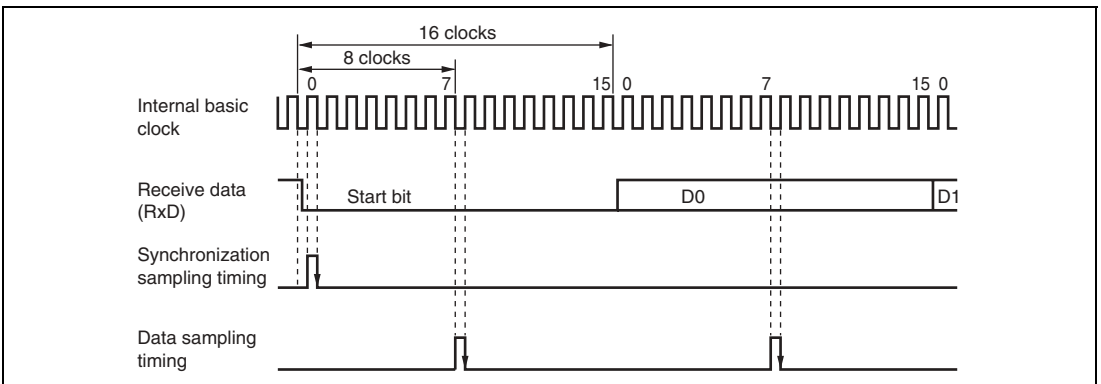 16 clocks
8 clocks
0 7 15 0 7 15 0
Internal basic
clock
Receive data
(RxD)
Start bit D0 D1
Synchronization
sampling timing
Data sampling
timing